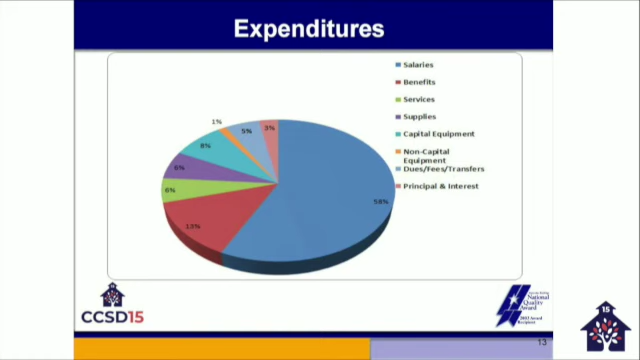 Expenditures
Salaries
Benefits
Services
Supplies
Capital Equipment
Non-Capital
Equipment
Dues/Fees/Transfers
Principal & Interest
1%
5%
3%
8%
6%
6%
13%
58%
CCSD15
National
Quality
Award
Recipient
15
13